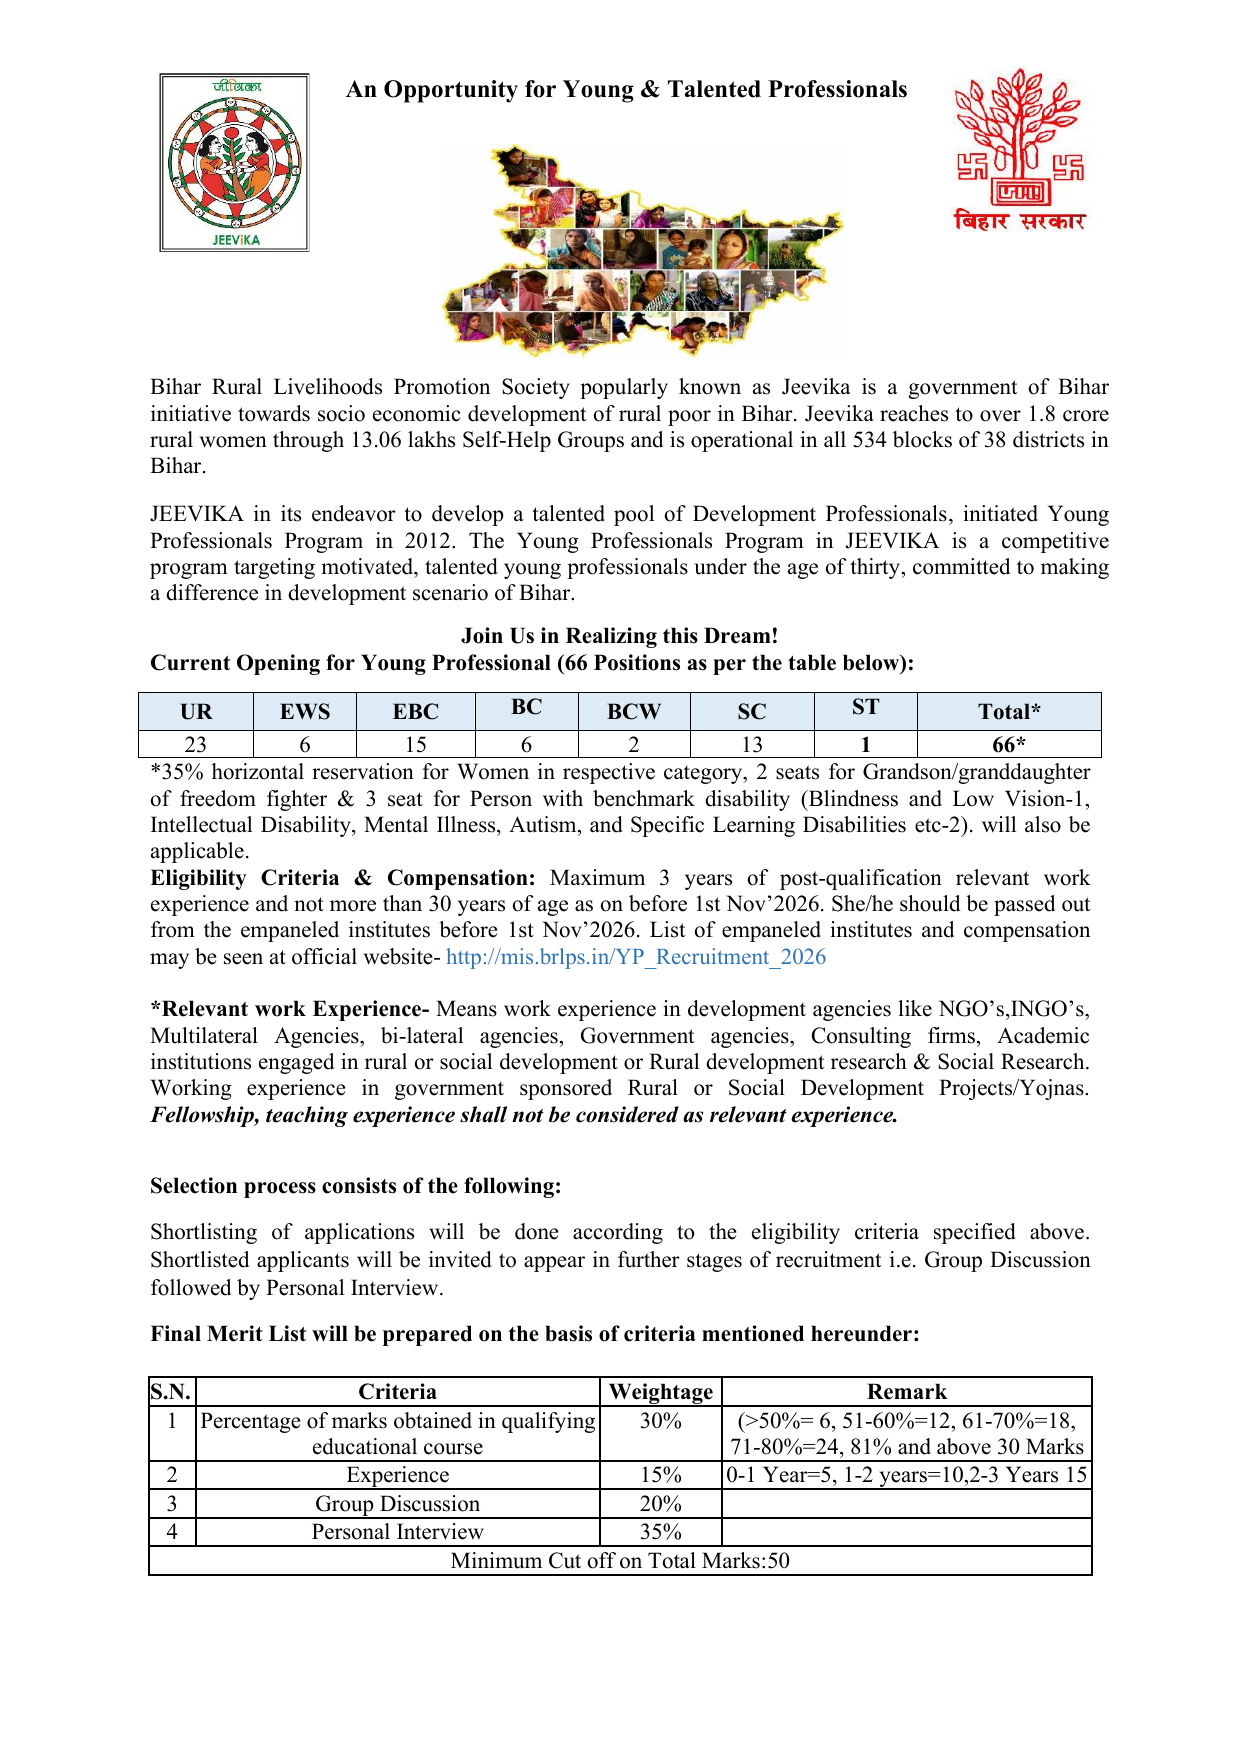 जीविका
JEEViKA
An Opportunity for Young & Talented Professionals
बिहार सरकार
Bihar Rural Livelihoods Promotion Society popularly known as Jeevika is a government of Bihar
initiative towards socio economic development of rural poor in Bihar. Jeevika reaches to over 1.8 crore
rural women through 13.06 lakhs Self-Help Groups and is operational in all 534 blocks of 38 districts in
Bihar.
JEEVIKA in its endeavor to develop a talented pool of Development Professionals, initiated Young
Professionals Program in 2012. The Young Professionals Program in JEEVIKA is a competitive
program targeting motivated, talented young professionals under the age of thirty, committed to making
a difference in development scenario of Bihar.
Join Us in Realizing this Dream!
Current Opening for Young Professional (66 Positions as per the table below):
UR EWS EBC BC BCW SC ST Total*
23 6 15 6 2 13 1 66*
*35% horizontal reservation for Women in respective category, 2 seats for Grandson/granddaughter
of freedom fighter & 3 seat for Person with benchmark disability (Blindness and Low Vision-1,
Intellectual Disability, Mental Illness, Autism, and Specific Learning Disabilities etc-2). will also be
applicable.
Eligibility Criteria & Compensation: Maximum 3 years of post-qualification relevant work
experience and not more than 30 years of age as on before 1st Nov’2026. She/he should be passed out
from the empaneled institutes before 1st Nov’2026. List of empaneled institutes and compensation
may be seen at official website- http://mis.brlps.in/YP_Recruitment_2026
*Relevant work Experience- Means work experience in development agencies like NGO’s,INGO’s,
Multilateral Agencies, bi-lateral agencies, Government agencies, Consulting firms, Academic
institutions engaged in rural or social development or Rural development research & Social Research.
Working experience in government sponsored Rural or Social Development Projects/Yojnas.
Fellowship, teaching experience shall not be considered as relevant experience.
Selection process consists of the following:
Shortlisting of applications will be done according to the eligibility criteria specified above.
Shortlisted applicants will be invited to appear in further stages of recruitment i.e. Group Discussion
followed by Personal Interview.
Final Merit List will be prepared on the basis of criteria mentioned hereunder:
S.N. Criteria Weightage Remark
1 Percentage of marks obtained in qualifying 30% (>50%= 6, 51-60%=12, 61-70%=18,
educational course 71-80%=24, 81% and above 30 Marks
2 Experience 15% 0-1 Year=5, 1-2 years=10,2-3 Years 15
3 Group Discussion 20%
4 Personal Interview 35%
Minimum Cut off on Total Marks:50